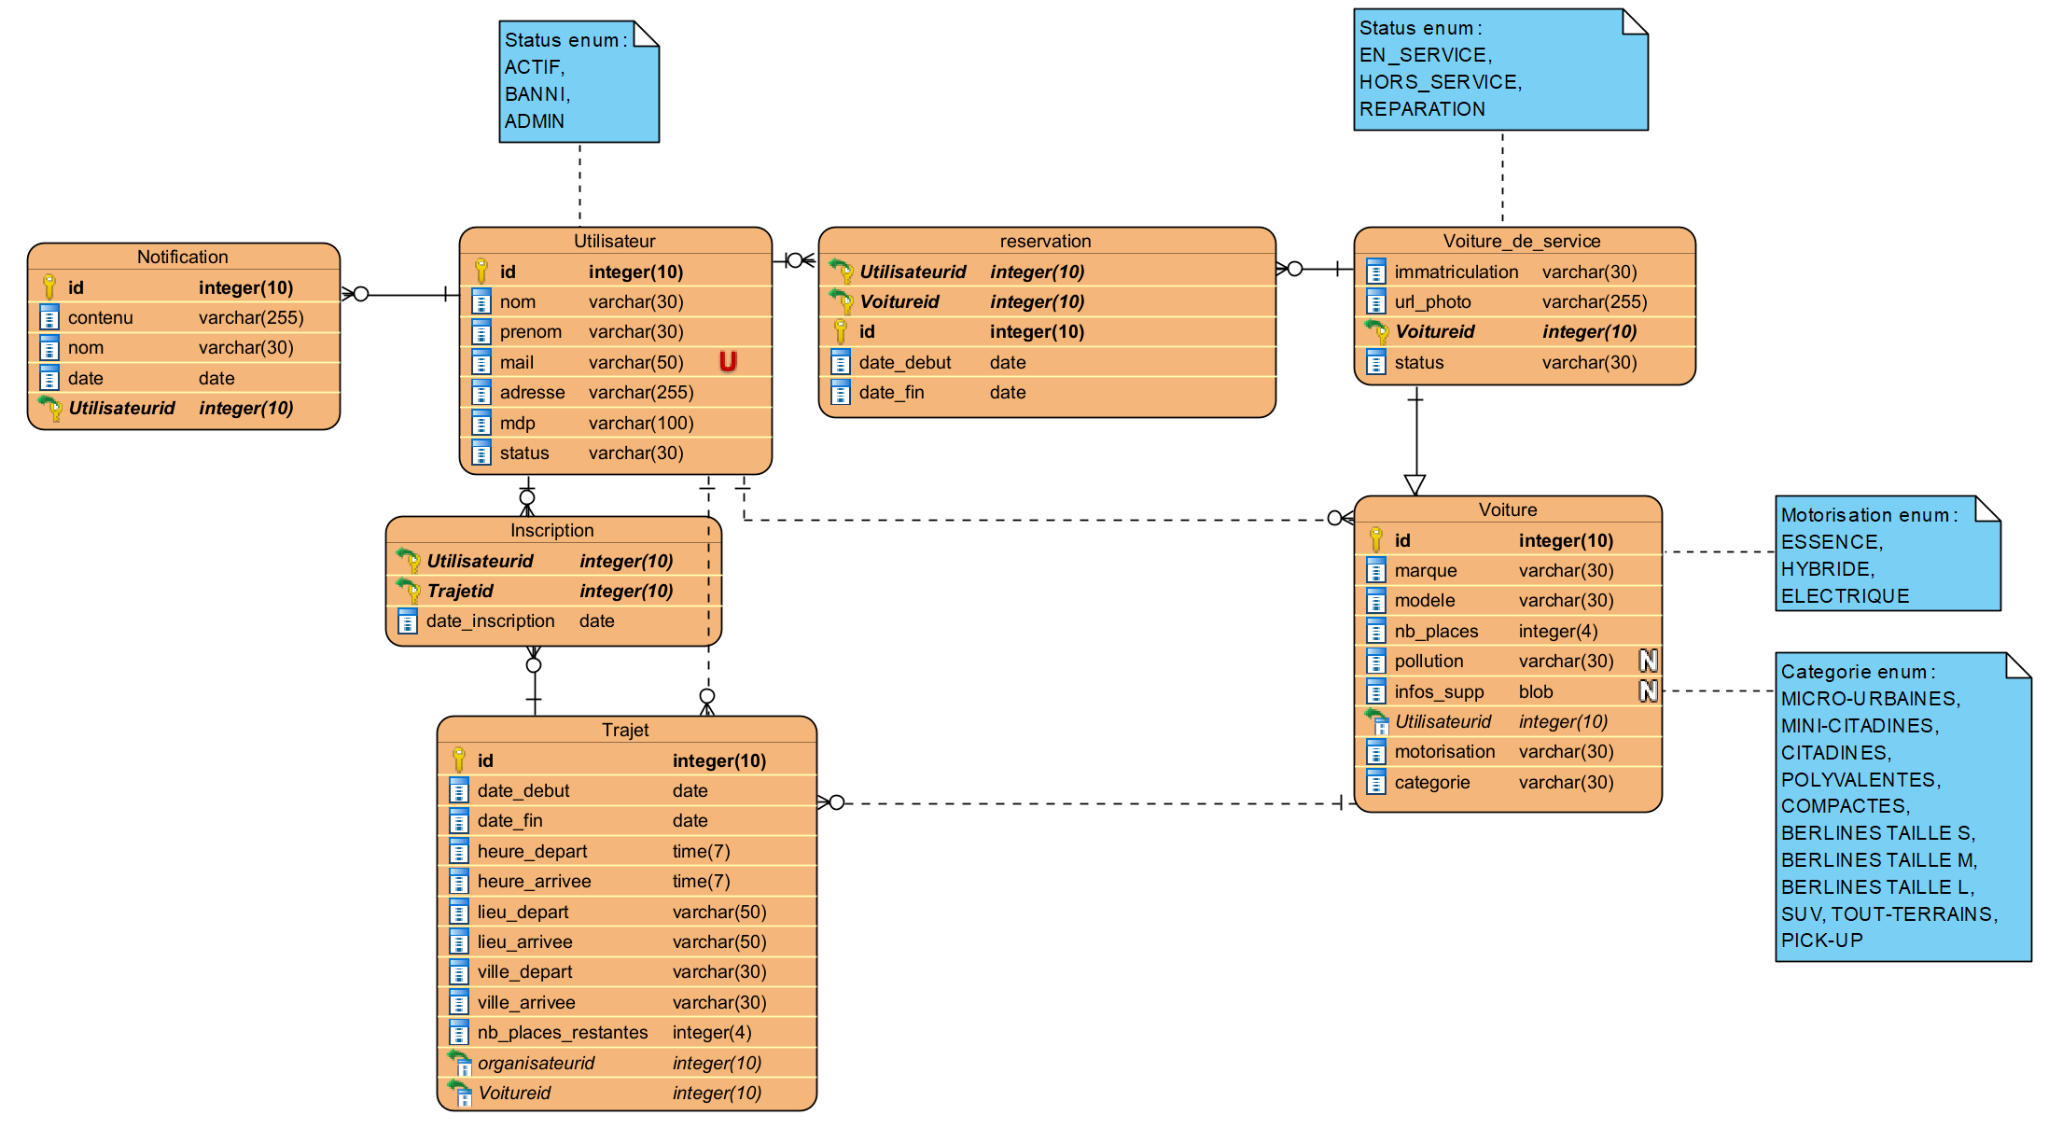 Status enum :
ACTIF,
BANNI,
ADMIN
Status enum :
EN_SERVICE,
HORS_SERVICE,
REPARATION
Notification
id integer(10)
contenu varchar(255)
nom varchar(30)
date date
Utilisateurid integer(10)
Utilisateur
id integer(10)
nom varchar(30)
prenom varchar(30)
mail varchar(50) U
adresse varchar(255)
mdp varchar(100)
status varchar(30)
reservation
Utilisateurid integer(10)
Voitureid integer(10)
id integer(10)
date_debut date
date_fin date
Voiture_de_service
immatriculation varchar(30)
url_photo varchar(255)
Voitureid integer(10)
status varchar(30)
Inscription
Utilisateurid integer(10)
Trajetid integer(10)
date_inscription date
Voiture
id integer(10)
marque varchar(30)
modele varchar(30)
nb_places integer(4)
pollution varchar(30) N
infos_supp blob N
Utilisateurid integer(10)
motorisation varchar(30)
categorie varchar(30)
Motorisation enum :
ESSENCE,
HYBRIDE,
ELECTRIQUE
Categorie enum :
MICRO-URBAINES,
MINI-CITADINES,
CITADINES,
POLYVALENTES,
COMPACTES,
BERLINES TAILLE S,
BERLINES TAILLE M,
BERLINES TAILLE L,
SUV, TOUT-TERRAINS,
PICK-UP
Trajet
id integer(10)
date_debut date
date_fin date
heure_depart time(7)
heure_arrivee time(7)
lieu_depart varchar(50)
lieu_arrivee varchar(50)
ville_depart varchar(30)
ville_arrivee varchar(30)
nb_places_restantes integer(4)
organisateurid integer(10)
Voitureid integer(10)